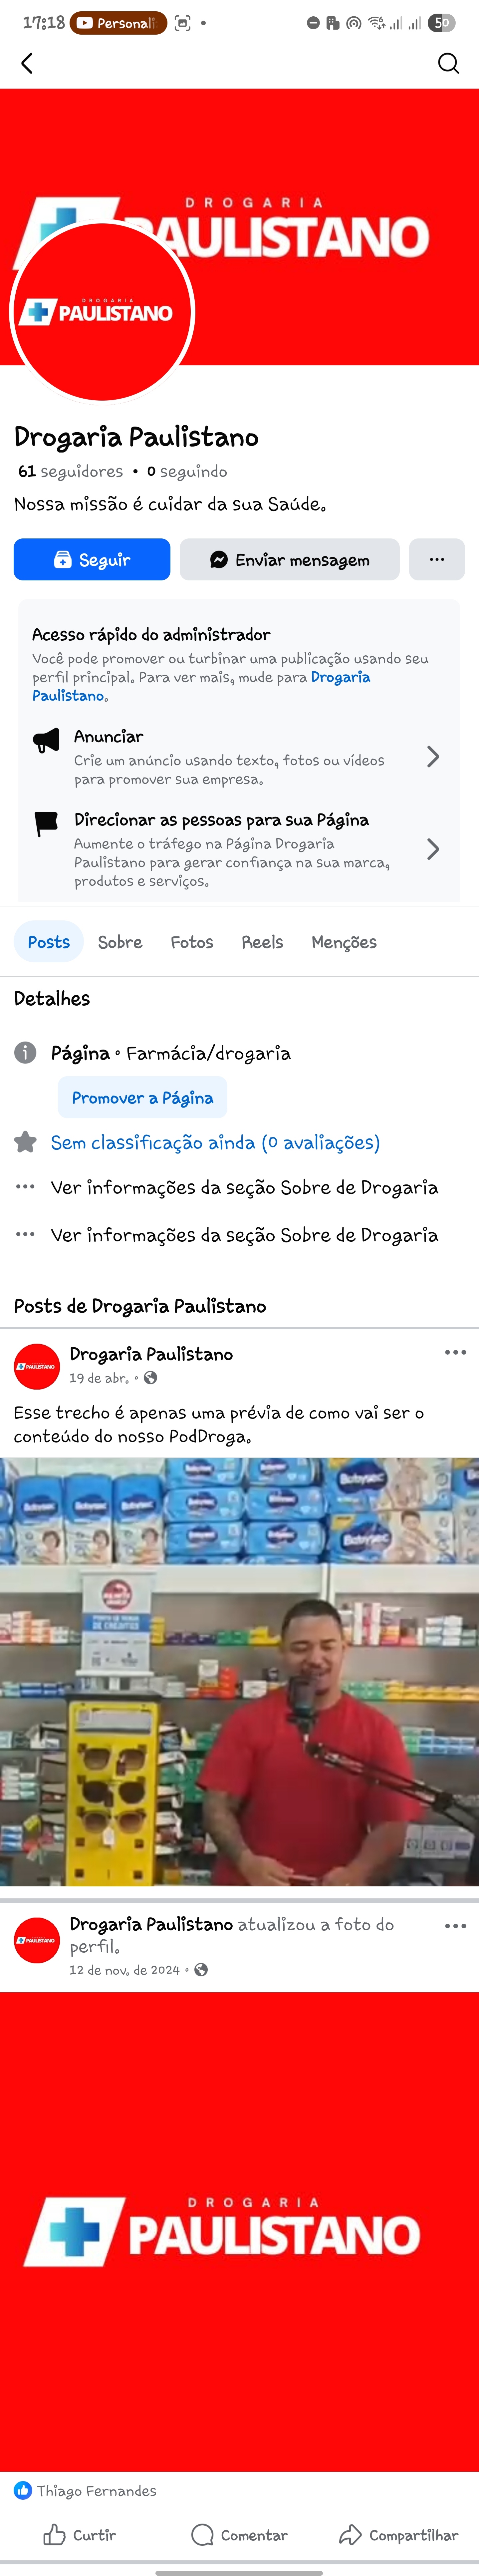 17:18
Personali
50
DROGARIA
PAULISTANO
DROGARIA
PAULISTANO
Drogaria Paulistano
61 seguidores • 0 seguindo
Nossa missão é cuidar da sua Saúde.
Seguir
Enviar mensagem
Acesso rápido do administrador
Você pode promover ou turbinar uma publicação usando seu
perfil principal. Para ver mais, mude para Drogaria
Paulistano.
Anunciar
Crie um anúncio usando texto, fotos ou vídeos
para promover sua empresa.
Direcionar as pessoas para sua Página
Aumente o tráfego na Página Drogaria
Paulistano para gerar confiança na sua marca,
produtos e serviços.
Posts
Sobre
Fotos
Reels
Menções
Detalhes
Página • Farmácia/drogaria
Promover a Página
Sem classificação ainda (0 avaliações)
Ver informações da seção Sobre de Drogaria
Ver informações da seção Sobre de Drogaria
Posts de Drogaria Paulistano
PAULISTANO
Drogaria Paulistano
19 de abr. •
Esse trecho é apenas uma prévia de como vai ser o
conteúdo do nosso PodDroga.
Babysec
Babysec
Babysec
DE CRÉDITOS
PAULISTANO
Drogaria Paulistano atualizou a foto do
perfil.
12 de nov. de 2024 •
DROGARIA
PAULISTANO
Thiago Fernandes
Curtir
Comentar
Compartilhar